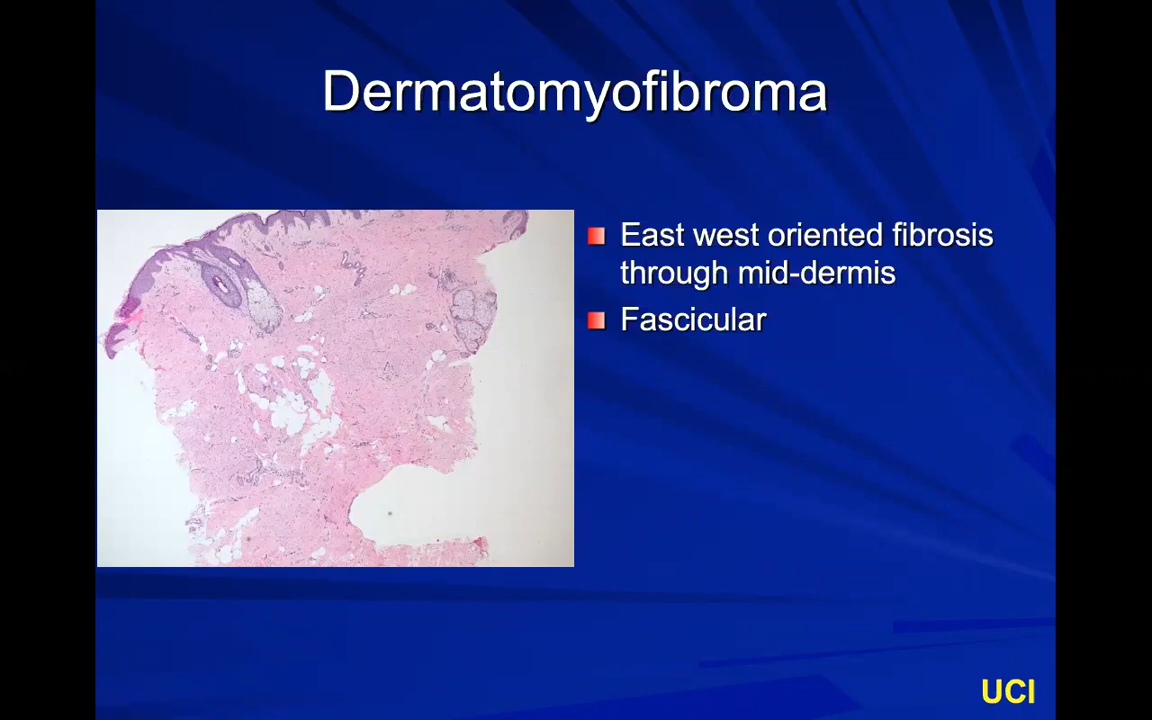 Dermatomyofibroma
East west oriented fibrosis
through mid-dermis
Fascicular
UCI